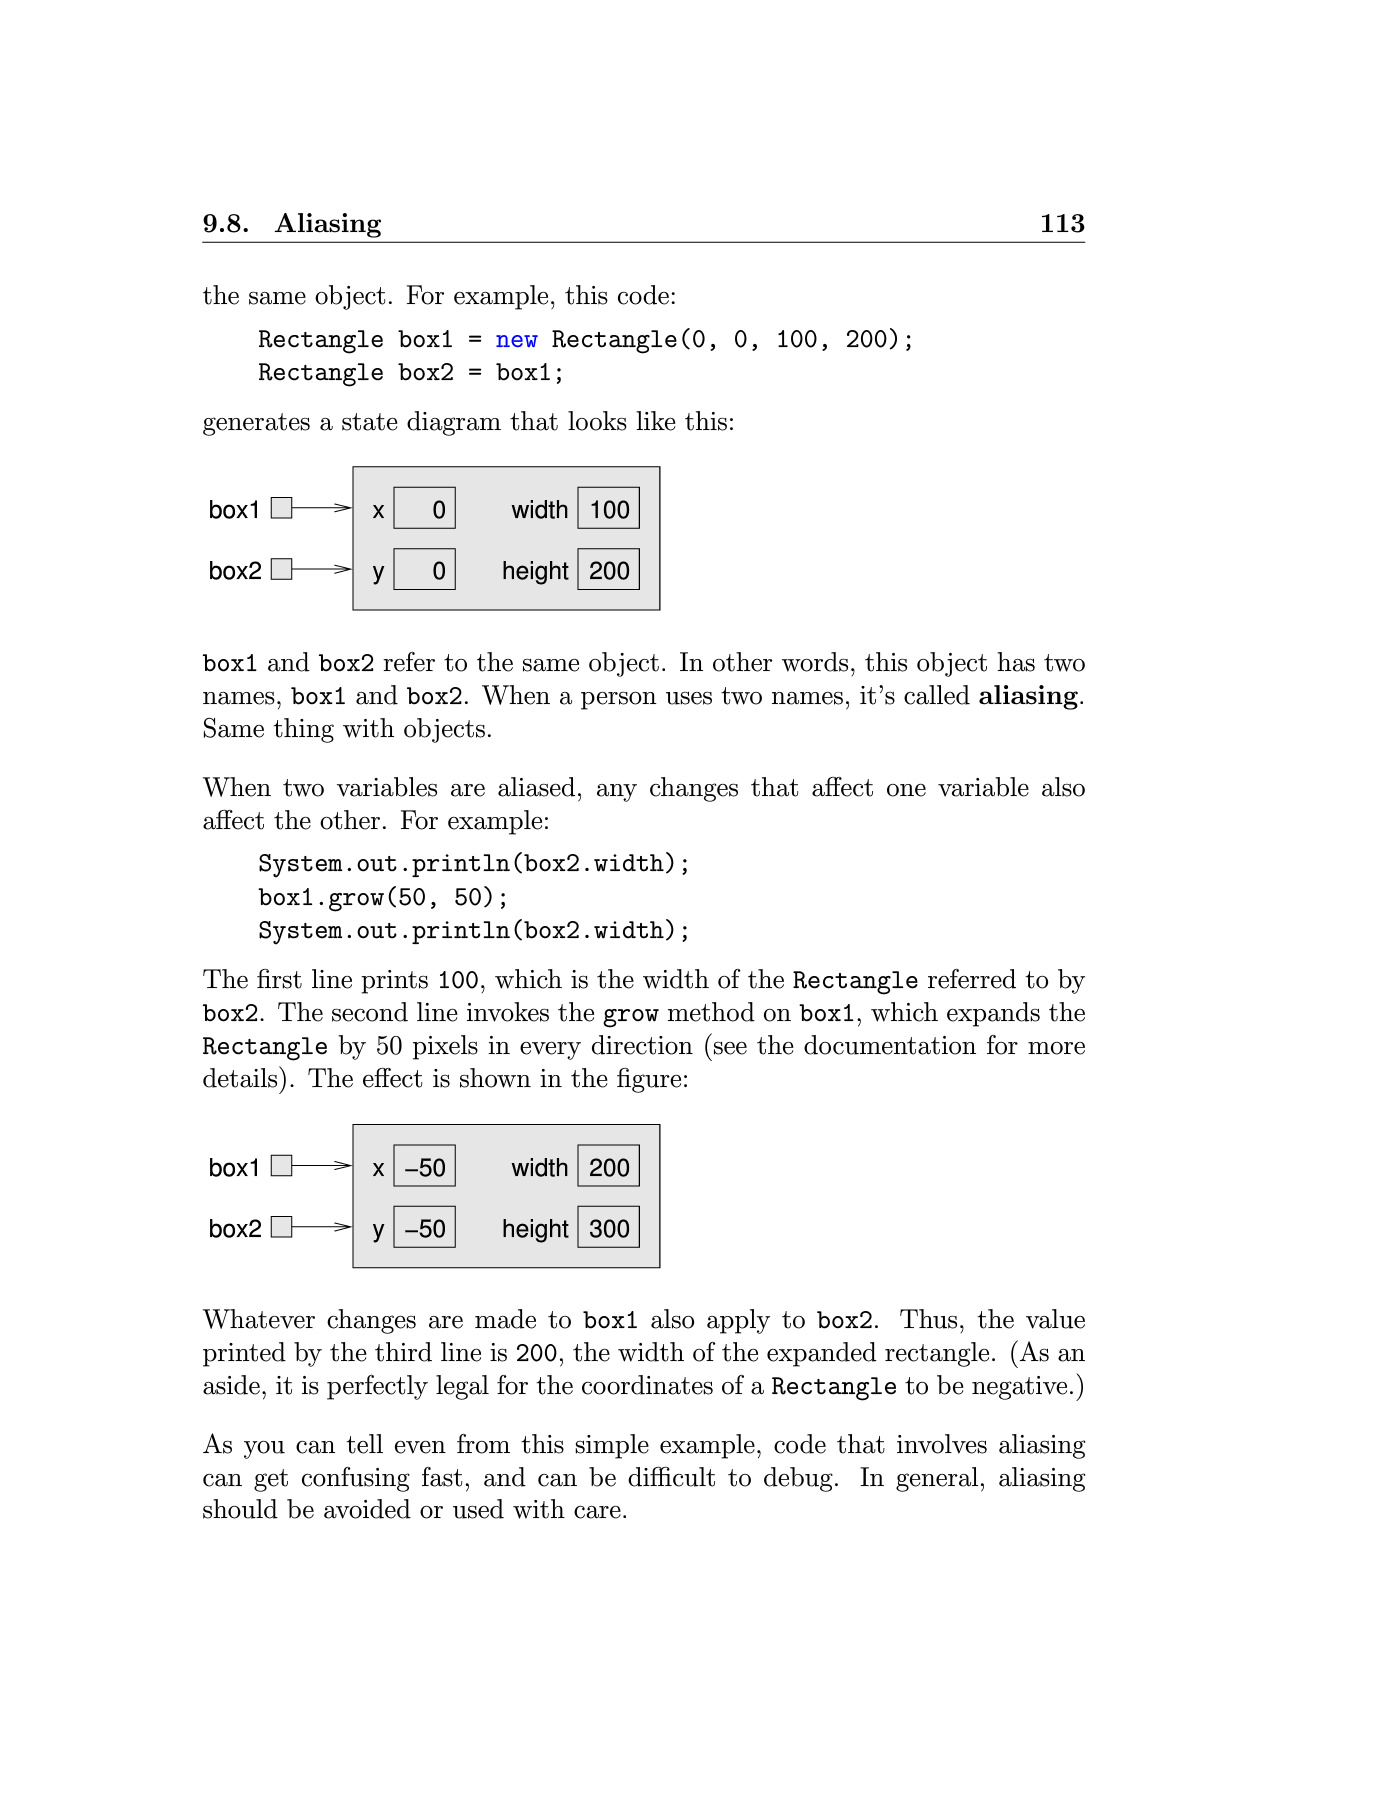 9.8. Aliasing 113
the same object. For example, this code:
Rectangle box1 = new Rectangle(0, 0, 100, 200);
Rectangle box2 = box1;
generates a state diagram that looks like this:
box1 x 0 width 100
box2 y 0 height 200
box1 and box2 refer to the same object. In other words, this object has two
names, box1 and box2. When a person uses two names, it's called aliasing.
Same thing with objects.
When two variables are aliased, any changes that affect one variable also
affect the other. For example:
System.out.println(box2.width);
box1.grow(50, 50);
System.out.println(box2.width);
The first line prints 100, which is the width of the Rectangle referred to by
box2. The second line invokes the grow method on box1, which expands the
Rectangle by 50 pixels in every direction (see the documentation for more
details). The effect is shown in the figure:
box1 x −50 width 200
box2 y −50 height 300
Whatever changes are made to box1 also apply to box2. Thus, the value
printed by the third line is 200, the width of the expanded rectangle. (As an
aside, it is perfectly legal for the coordinates of a Rectangle to be negative.)
As you can tell even from this simple example, code that involves aliasing
can get confusing fast, and can be difficult to debug. In general, aliasing
should be avoided or used with care.